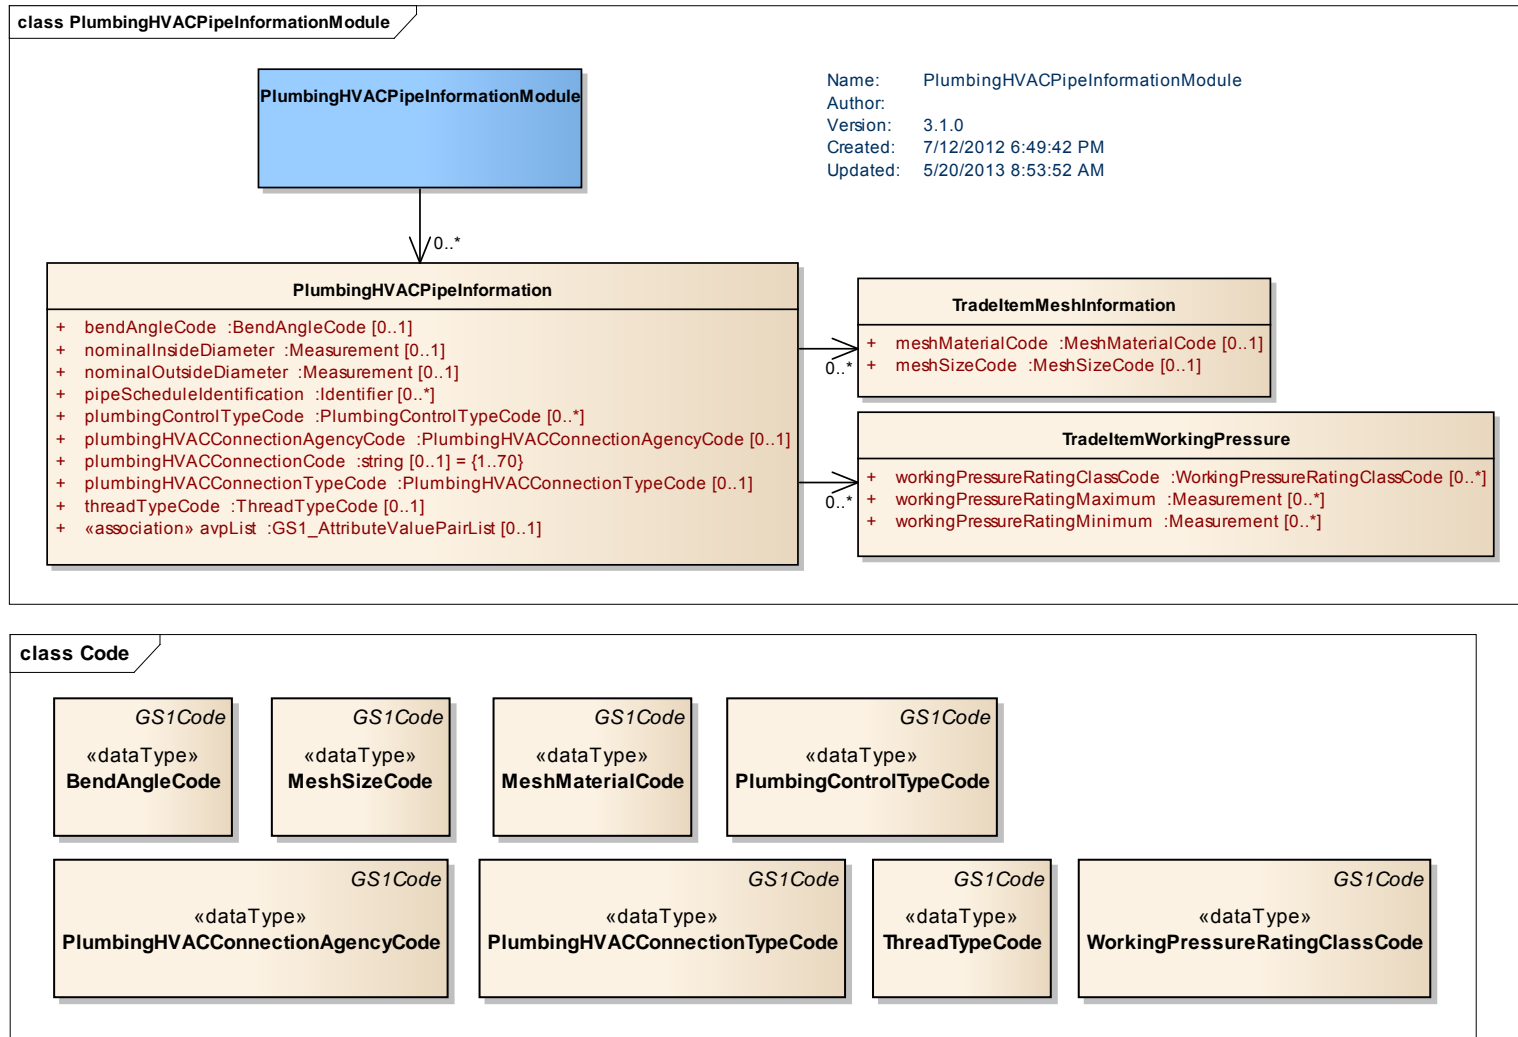 class PlumbingHVACPipeInformationModule
PlumbingHVACPipeInformationModule
Name: PlumbingHVACPipeInformationModule
Author:
Version: 3.1.0
Created: 7/12/2012 6:49:42 PM
Updated: 5/20/2013 8:53:52 AM
0..*
PlumbingHVACPipeInformation
+ bendAngleCode :BendAngleCode [0..1]
+ nominalInsideDiameter :Measurement [0..1]
+ nominalOutsideDiameter :Measurement [0..1]
+ pipeScheduleIdentification :Identifier [0..*]
+ plumbingControlTypeCode :PlumbingControlTypeCode [0..*]
+ plumbingHVACConnectionAgencyCode :PlumbingHVACConnectionAgencyCode [0..1]
+ plumbingHVACConnectionCode :string [0..1] = {1..70}
+ plumbingHVACConnectionTypeCode :PlumbingHVACConnectionTypeCode [0..1]
+ threadTypeCode :ThreadTypeCode [0..1]
+ «association» avpList :GS1_AttributeValuePairList [0..1]
0..*
TradeItemMeshInformation
+ meshMaterialCode :MeshMaterialCode [0..1]
+ meshSizeCode :MeshSizeCode [0..1]
0..*
TradeItemWorkingPressure
+ workingPressureRatingClassCode :WorkingPressureRatingClassCode [0..*]
+ workingPressureRatingMaximum :Measurement [0..*]
+ workingPressureRatingMinimum :Measurement [0..*]
class Code
GS1Code
«dataType»
BendAngleCode
GS1Code
«dataType»
MeshSizeCode
GS1Code
«dataType»
MeshMaterialCode
GS1Code
«dataType»
PlumbingControlTypeCode
GS1Code
«dataType»
PlumbingHVACConnectionAgencyCode
GS1Code
«dataType»
PlumbingHVACConnectionTypeCode
GS1Code
«dataType»
ThreadTypeCode
GS1Code
«dataType»
WorkingPressureRatingClassCode